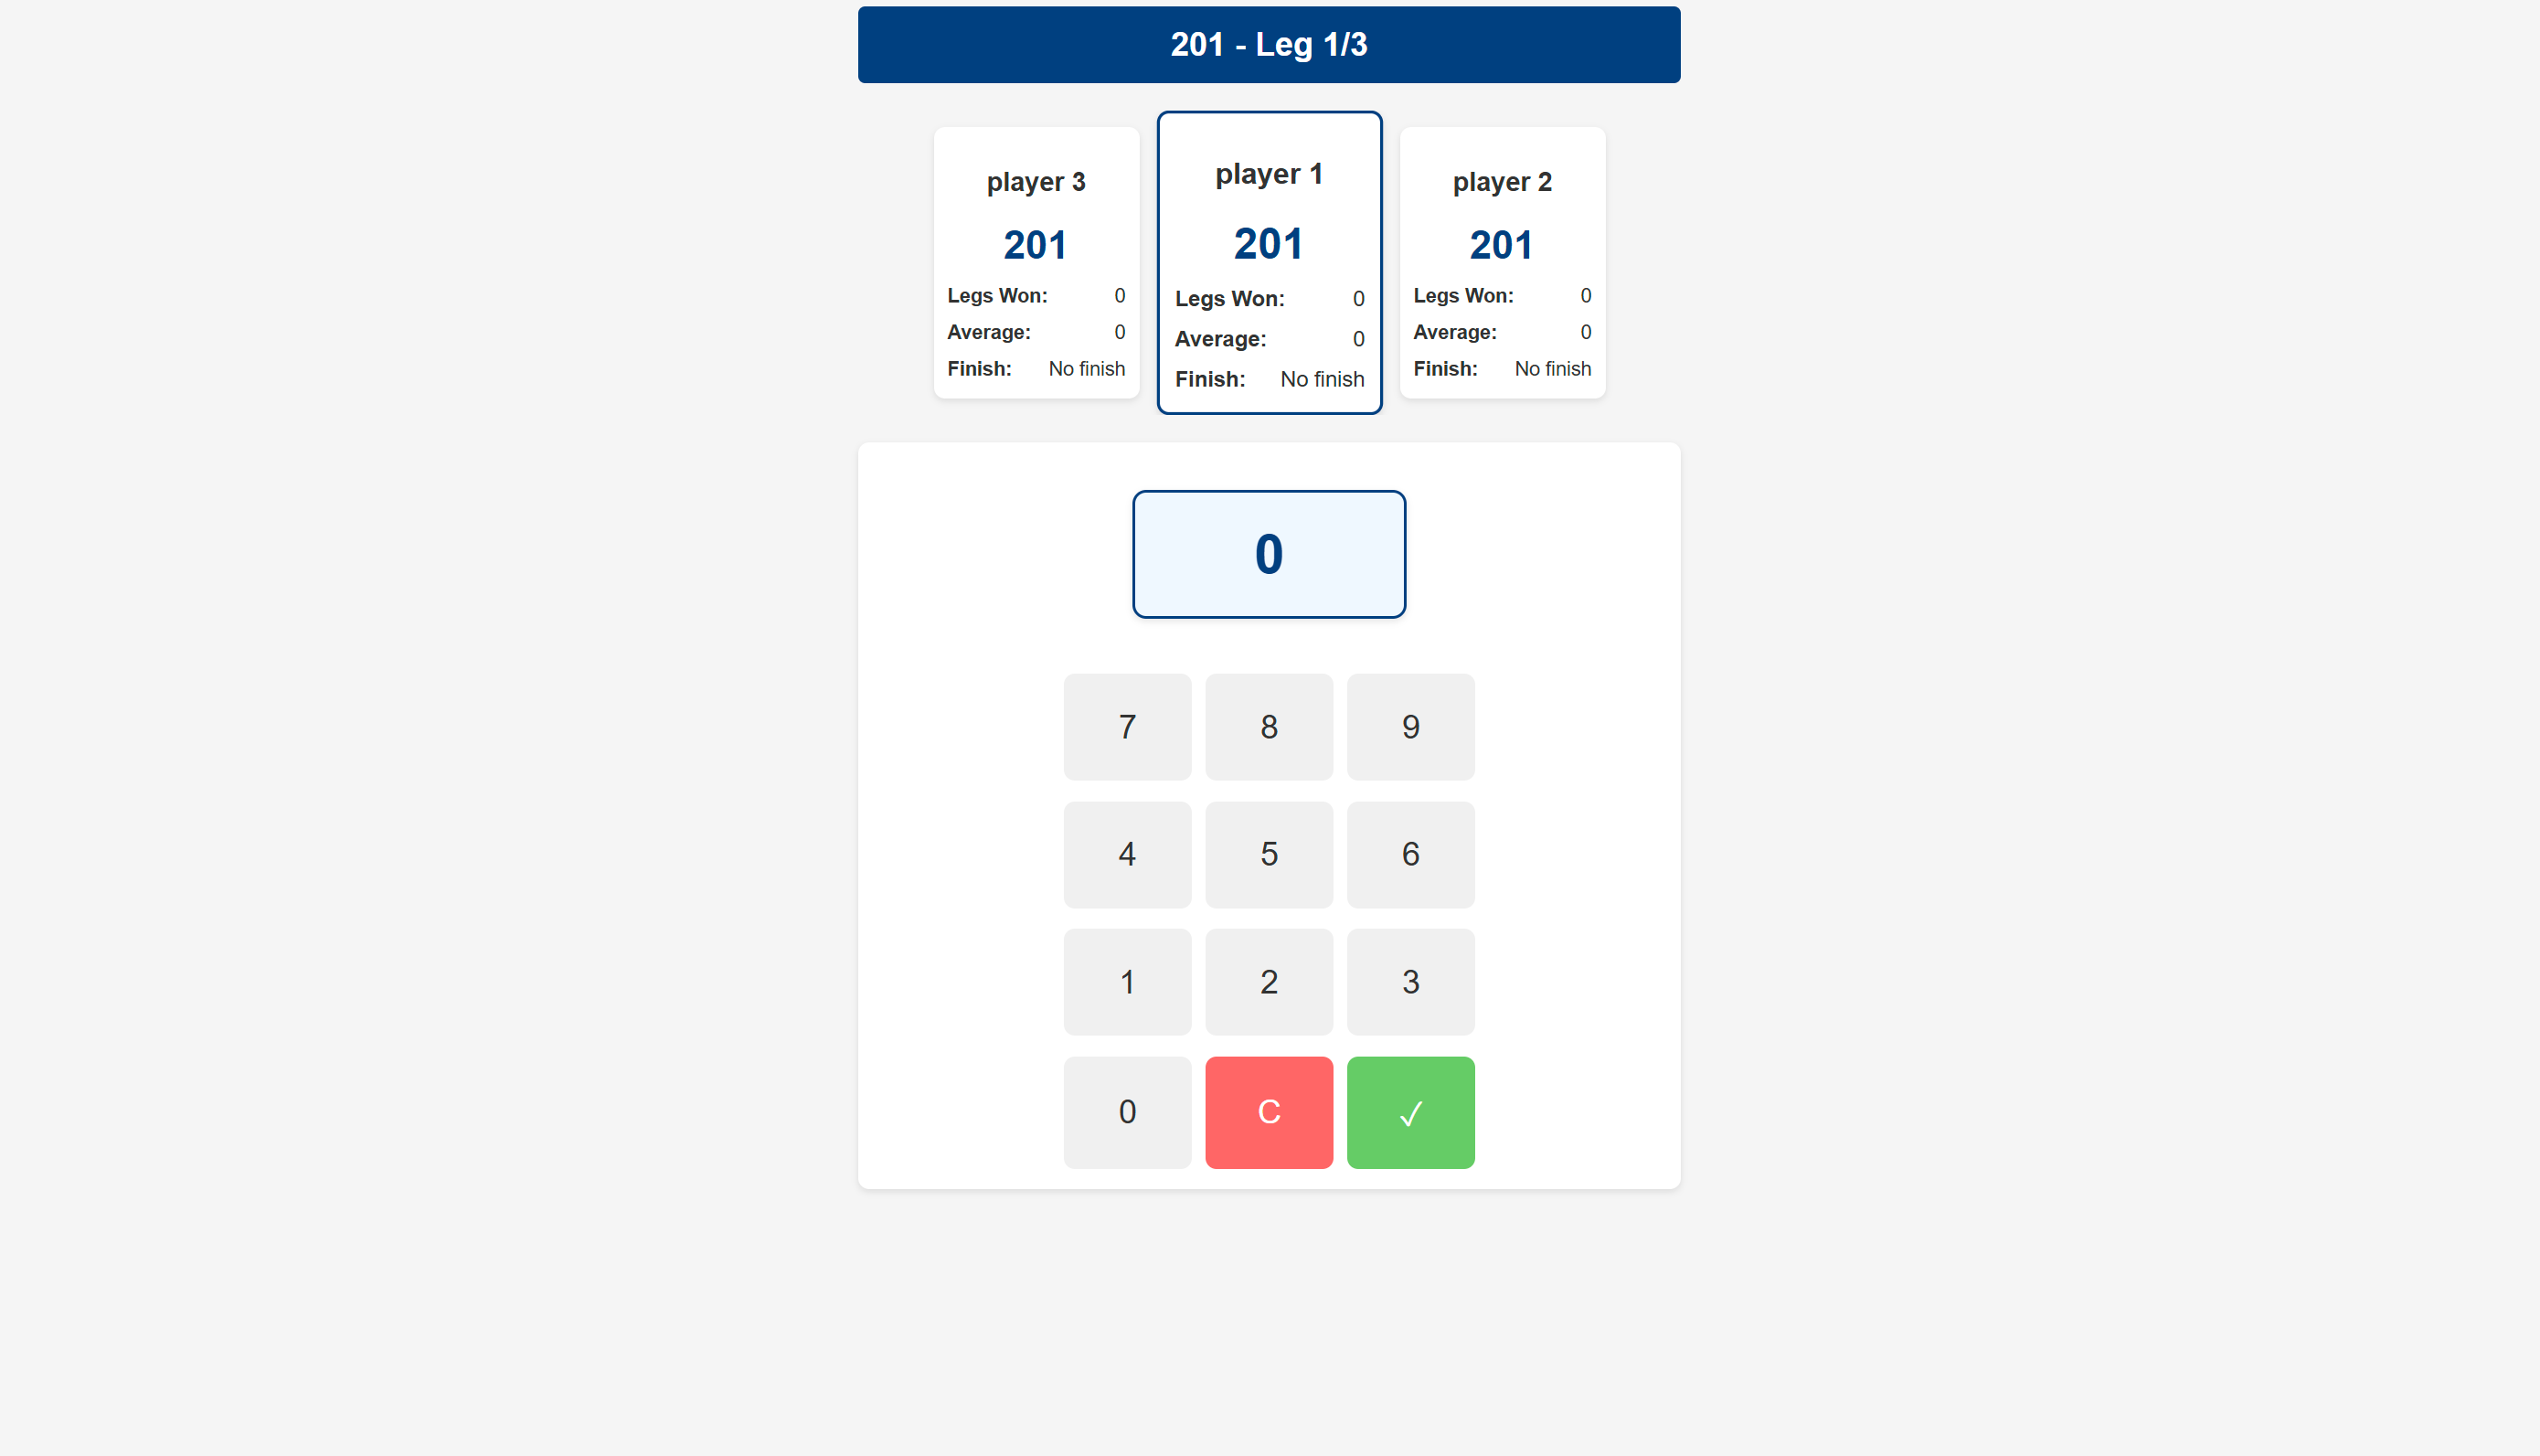 201 - Leg 1/3
player 3
201
Legs Won: 0
Average: 0
Finish: No finish
player 1
201
Legs Won: 0
Average: 0
Finish: No finish
player 2
201
Legs Won: 0
Average: 0
Finish: No finish
0
7 8 9
4 5 6
1 2 3
0 C ✓